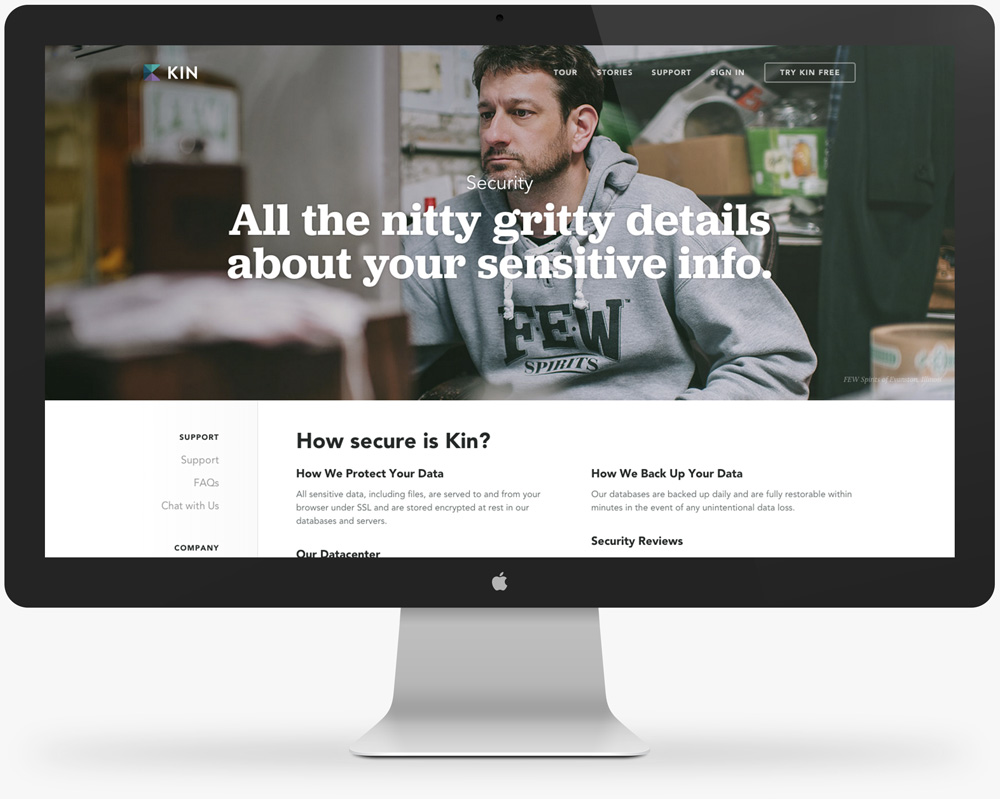 KIN
TOUR STORIES SUPPORT SIGN IN TRY KIN FREE
Security
All the nitty gritty details
about your sensitive info.
FEW
SPIRITS
FEW Spirits of
SUPPORT
Support
FAQs
Chat with Us
COMPANY
How secure is Kin?
How We Protect Your Data
All sensitive data, including files, are served to and from your
browser under SSL and are stored encrypted at rest in our
databases and servers.
Our Datacenter
How We Back Up Your Data
Our databases are backed up daily and are fully restorable within
minutes in the event of any unintentional data loss.
Security Reviews